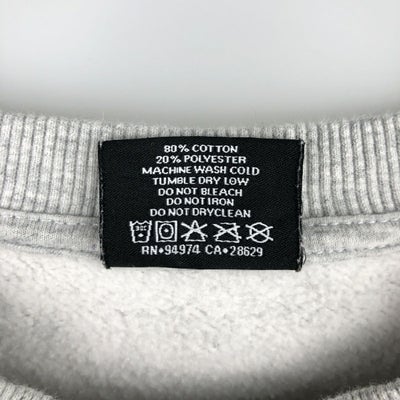 80% COTTON
20% POLYESTER
MACHINE WASH COLD
TUMBLE DRY LOW
DO NOT BLEACH
DO NOT IRON
DO NOT DRYCLEAN
RN•94974 CA•28629